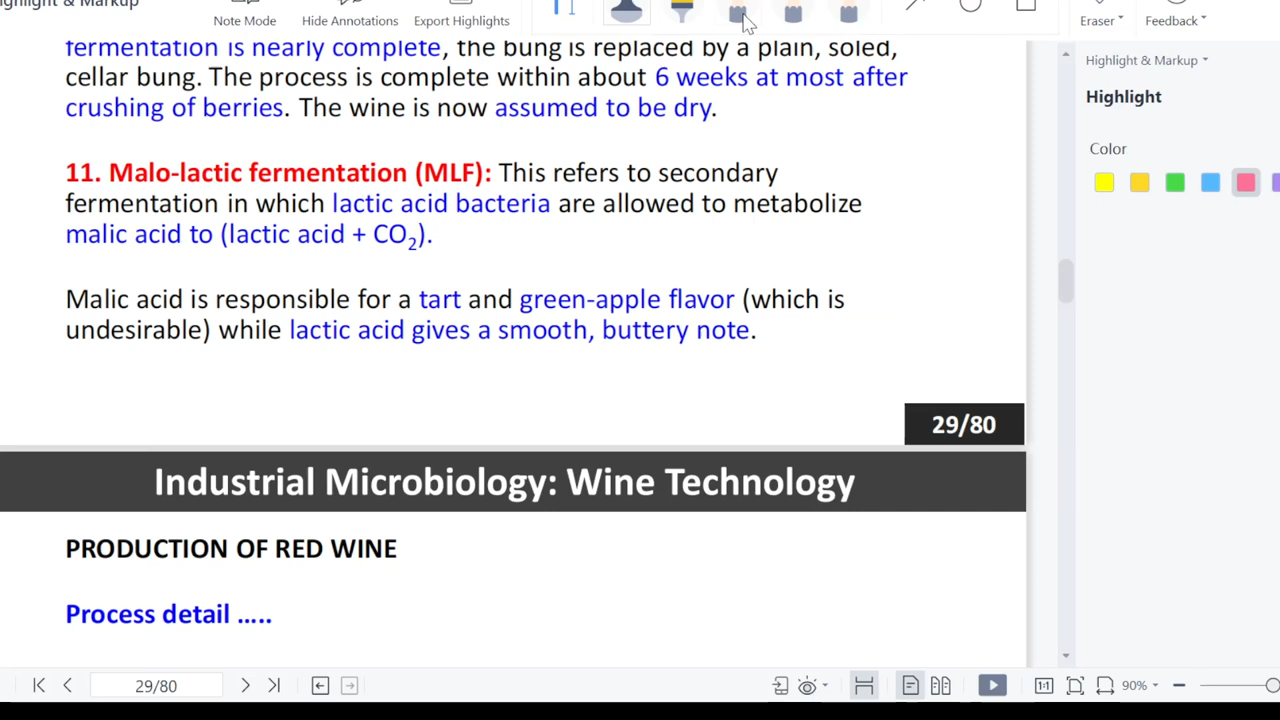 Highlight & Markup
Note Mode
Hide Annotations
Export Highlights
Eraser
Feedback
fermentation is nearly complete, the bung is replaced by a plain, soled,
cellar bung. The process is complete within about 6 weeks at most after
crushing of berries. The wine is now assumed to be dry.
11. Malo-lactic fermentation (MLF): This refers to secondary
fermentation in which lactic acid bacteria are allowed to metabolize
malic acid to (lactic acid + CO₂).
Malic acid is responsible for a tart and green-apple flavor (which is
undesirable) while lactic acid gives a smooth, buttery note.
29/80
Industrial Microbiology: Wine Technology
PRODUCTION OF RED WINE
Process detail .....
Highlight & Markup
Highlight
Color
29/80
1:1
90%